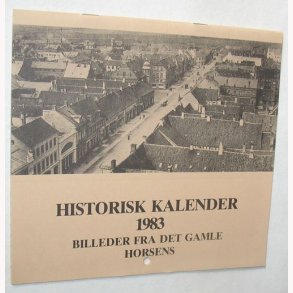 HISTORISK KALENDER
1983
BILLEDER FRA DET GAMLE
HORSENS